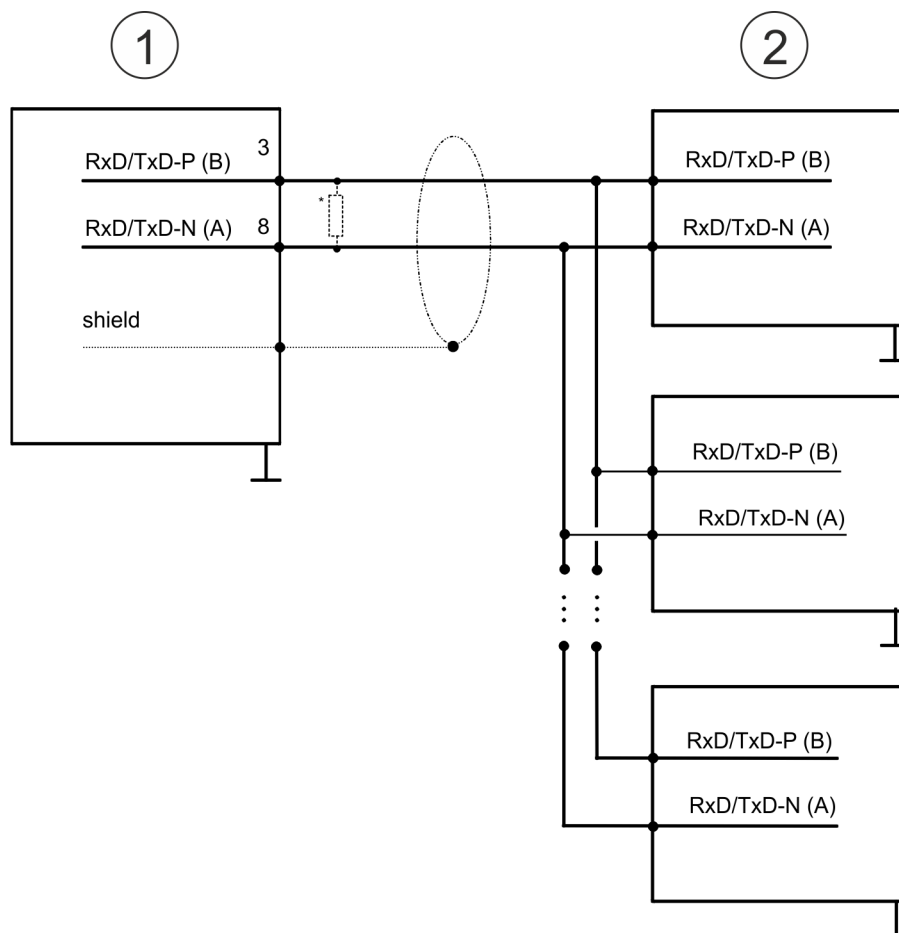 1
2
RxD/TxD-P (B)
3
RxD/TxD-N (A)
8
*
shield
RxD/TxD-P (B)
RxD/TxD-N (A)
RxD/TxD-P (B)
RxD/TxD-N (A)
RxD/TxD-P (B)
RxD/TxD-N (A)